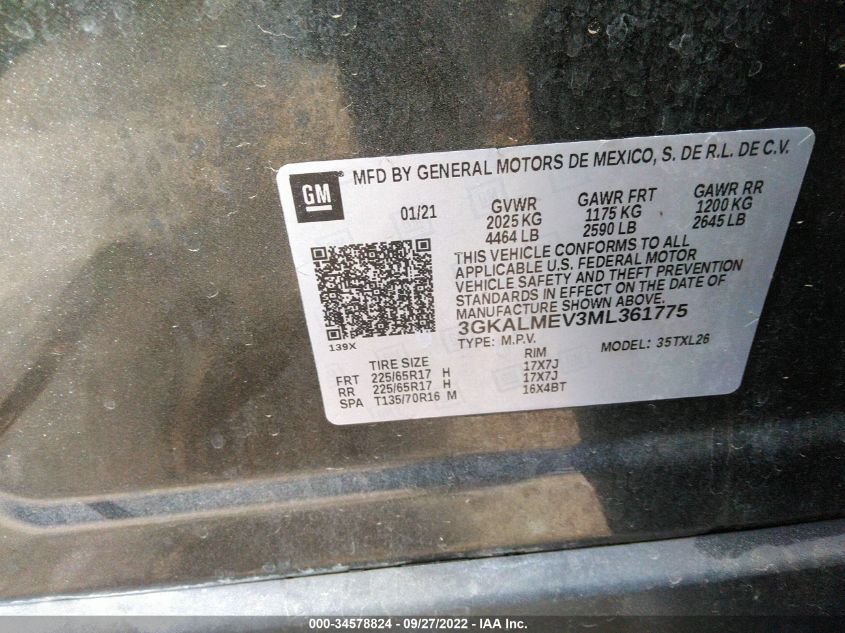 GM
MFD BY GENERAL MOTORS DE MEXICO, S. DE R.L. DE C.V.
01/21 GVWR GAWR FRT GAWR RR
2025 KG 1175 KG 1200 KG
4464 LB 2590 LB 2645 LB
THIS VEHICLE CONFORMS TO ALL
APPLICABLE U.S. FEDERAL MOTOR
VEHICLE SAFETY AND THEFT PREVENTION
STANDARDS IN EFFECT ON THE DATE OF
MANUFACTURE SHOWN ABOVE.
3GKALMEV3ML361775
TYPE: M.P.V. MODEL: 35TXL26
139X
TIRE SIZE RIM
FRT 225/65R17 H 17X7J
RR 225/65R17 H 17X7J
SPA T135/70R16 M 16X4BT
000-34578824 - 09/27/2022 - IAA Inc.